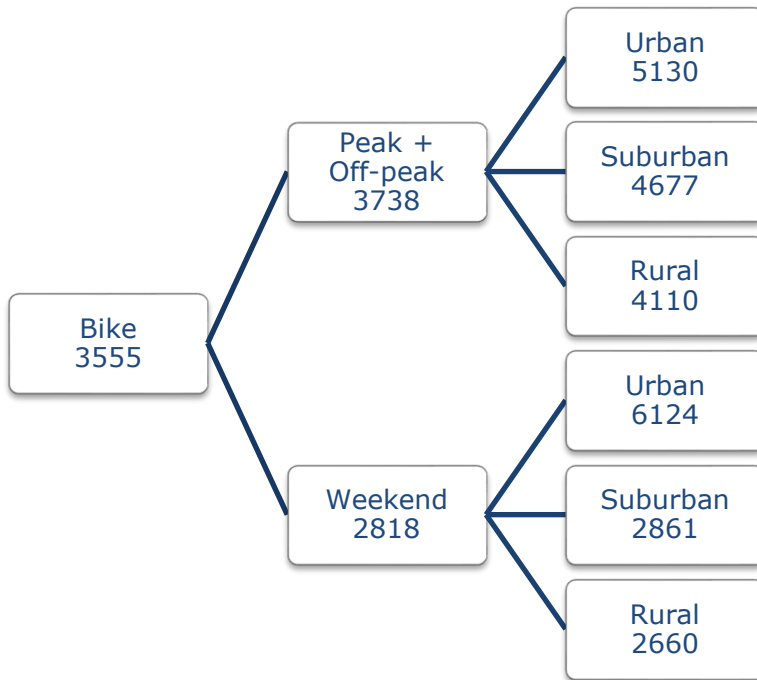 Bike
3555
Peak +
Off-peak
3738
Urban
5130
Suburban
4677
Rural
4110
Weekend
2818
Urban
6124
Suburban
2861
Rural
2660